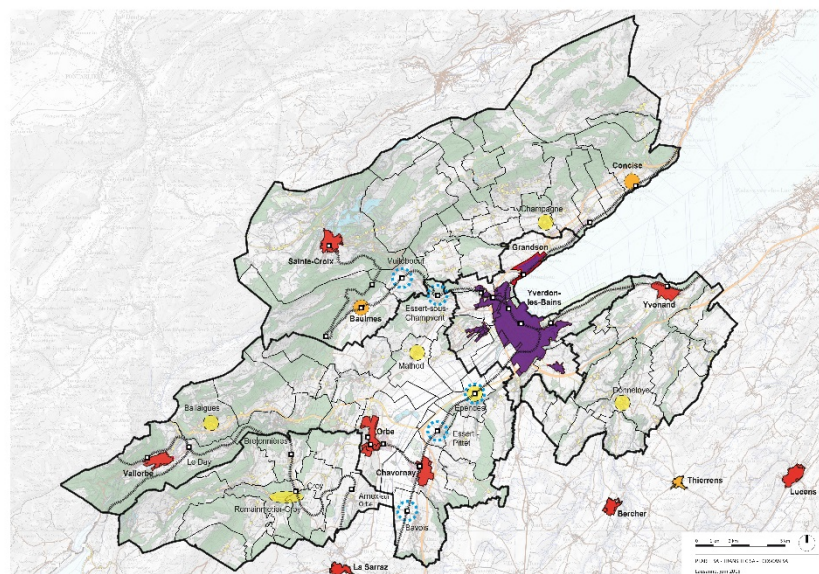 Concise
Champagne
Grandson
Sainte-Croix
Vuiteboeuf
Yverdon-
les-Bains
Yvonand
Essert-sous-
Champvent
Baulmes
Mathod
Donneloye
Ballaigues
Ependes
Orbe
Essert-
Pittet
Bretonnières
Vallorbe
Le Day
Chavornay
Croy
Arnex-sur-
Orbe
Romainmôtier-Croy
Thierrens
Lucens
Bavois
Bercher
La Sarraz